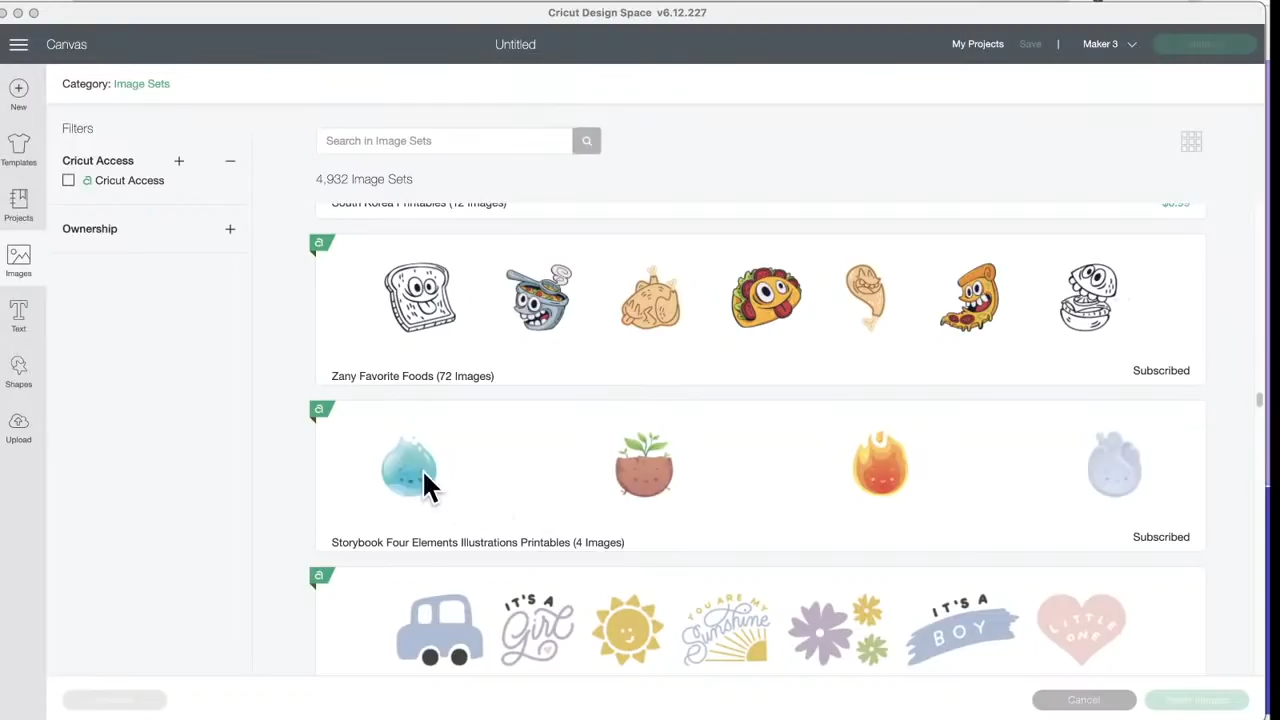 Cricut Design Space v6.12.227
Canvas
Untitled
My Projects
Save
|
Maker 3
New
Templates
Projects
Images
Text
Shapes
Upload
Category: Image Sets
Filters
Cricut Access + −
Cricut Access
Ownership +
Search in Image Sets
4,932 Image Sets
South Korea Printables (12 Images)
$6.99
Zany Favorite Foods (72 Images)
Subscribed
Storybook Four Elements Illustrations Printables (4 Images)
Subscribed
IT'S A
Girl
YOU ARE MY
Sunshine
IT'S A
BOY
LITTLE
ONE
Cancel